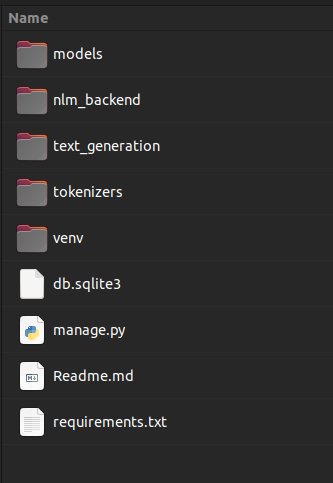 Name
models
nlm_backend
text_generation
tokenizers
venv
db.sqlite3
manage.py
Readme.md
requirements.txt